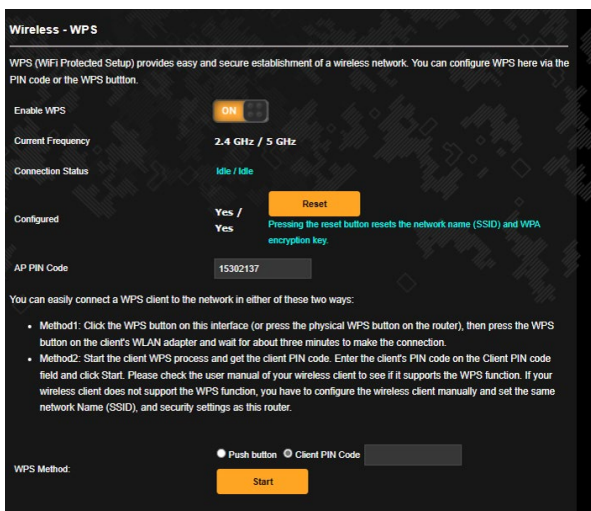 Wireless - WPS
WPS (WiFi Protected Setup) provides easy and secure establishment of a wireless network. You can configure WPS here via the
PIN code or the WPS buttton.
Enable WPS ON
Current Frequency 2.4 GHz / 5 GHz
Connection Status Idle / Idle
Configured Yes / Yes Reset
Pressing the reset button resets the network name (SSID) and WPA
encryption key.
AP PIN Code 15302137
You can easily connect a WPS client to the network in either of these two ways:
• Method1: Click the WPS button on this interface (or press the physical WPS button on the router), then press the WPS
button on the client's WLAN adapter and wait for about three minutes to make the connection.
• Method2: Start the client WPS process and get the client PIN code. Enter the client's PIN code on the Client PIN code
field and click Start. Please check the user manual of your wireless client to see if it supports the WPS function. If your
wireless client does not support the WPS function, you have to configure the wireless client manually and set the same
network Name (SSID), and security settings as this router.
WPS Method: Push button Client PIN Code
Start